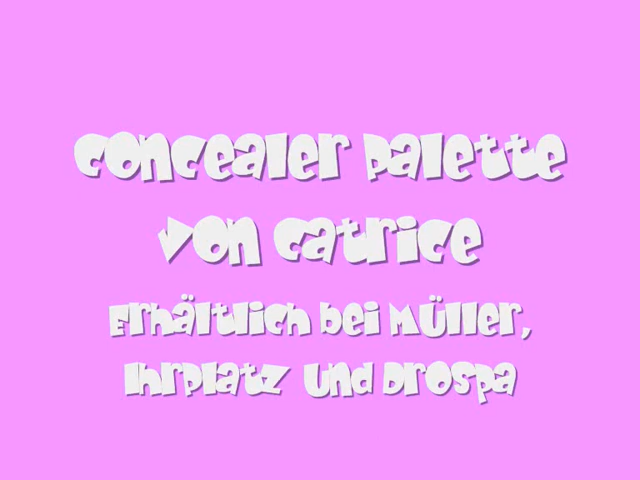 concealer palette
von catrice
Erhältlich bei Müller,
Ihrplatz und Drospa